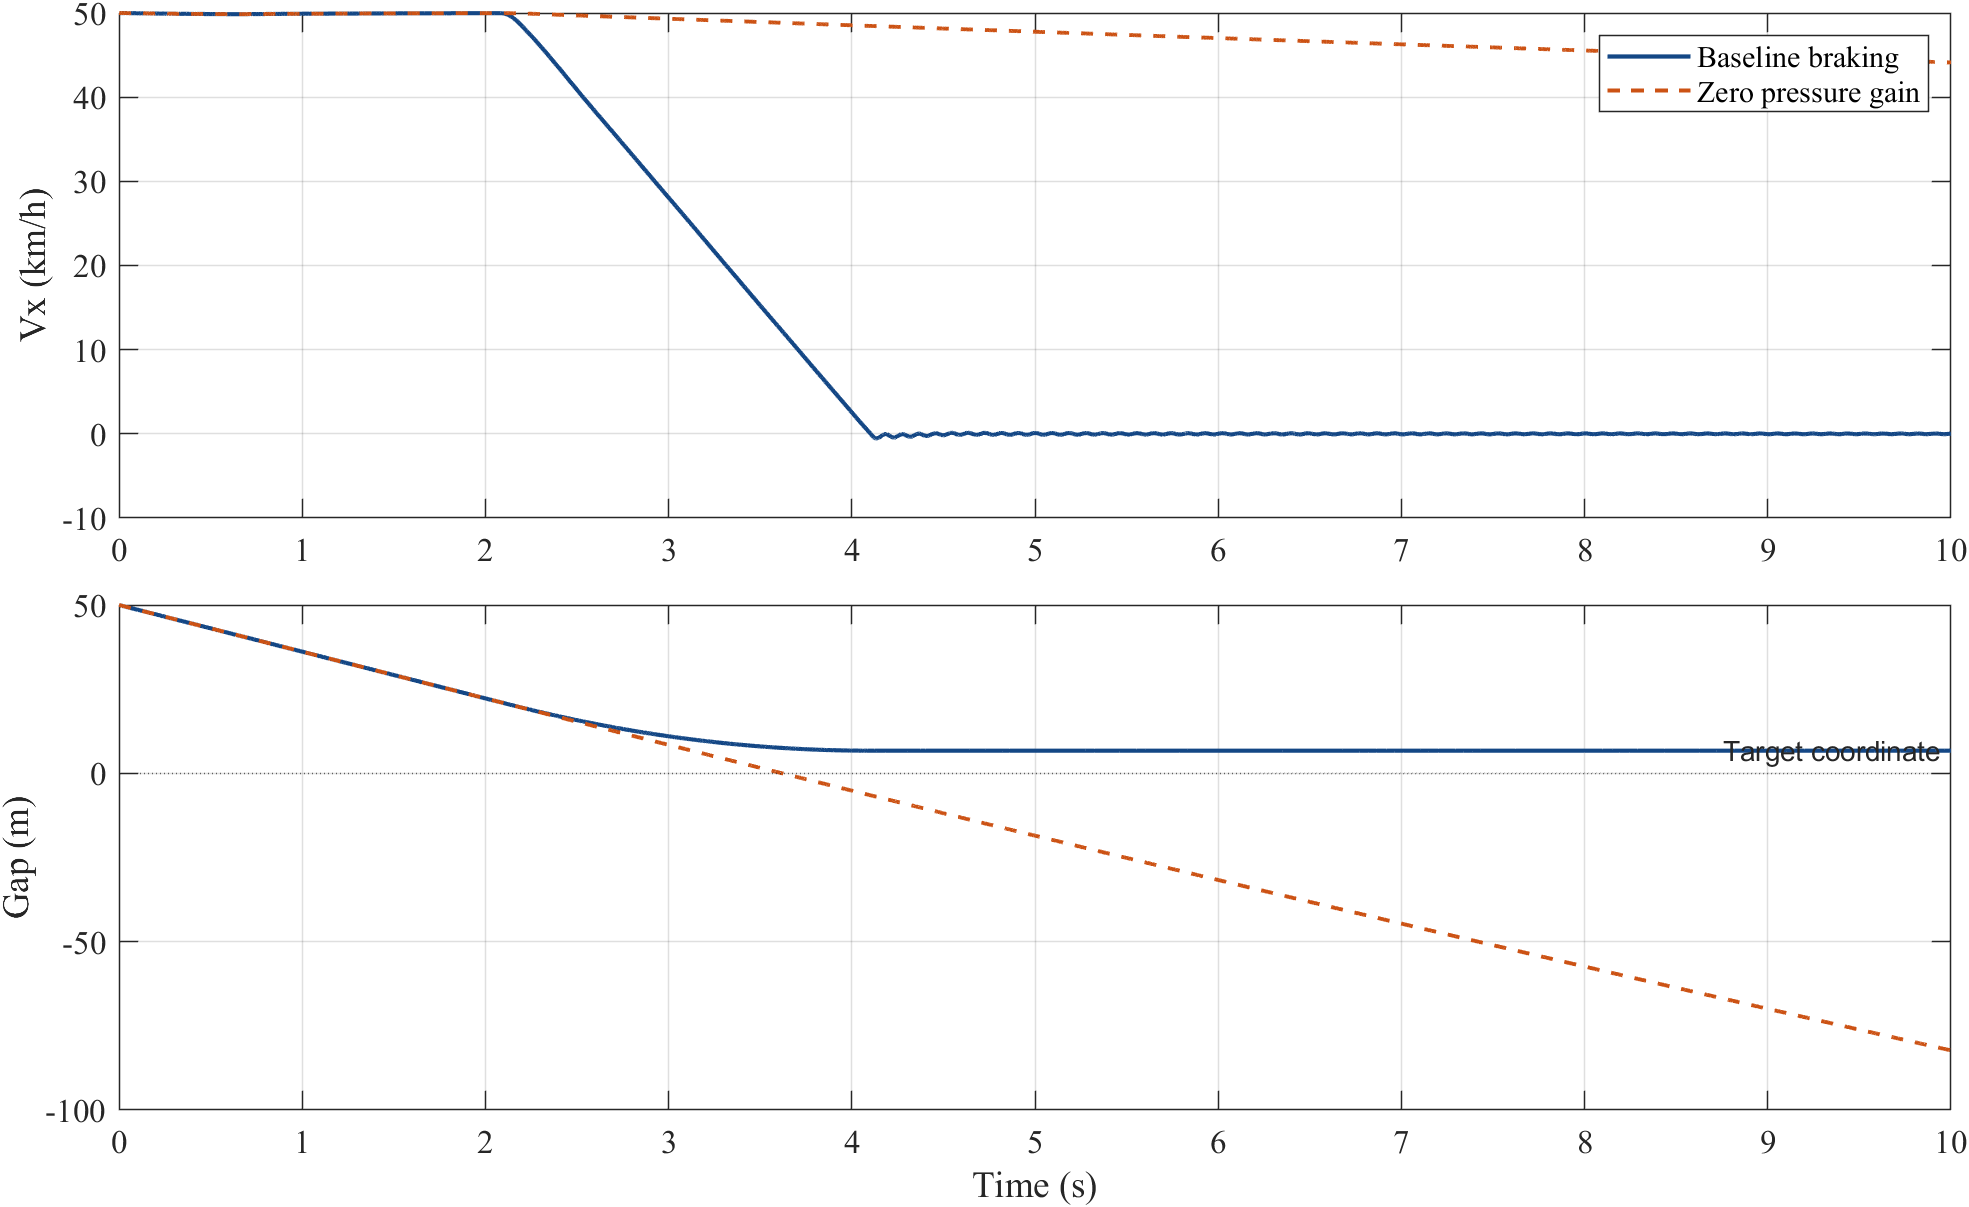 50
40
30
20
10
0
-10
Vx (km/h)
Baseline braking
Zero pressure gain
0 1 2 3 4 5 6 7 8 9 10
50
0
-50
-100
Gap (m)
Target coordinate
0 1 2 3 4 5 6 7 8 9 10
Time (s)